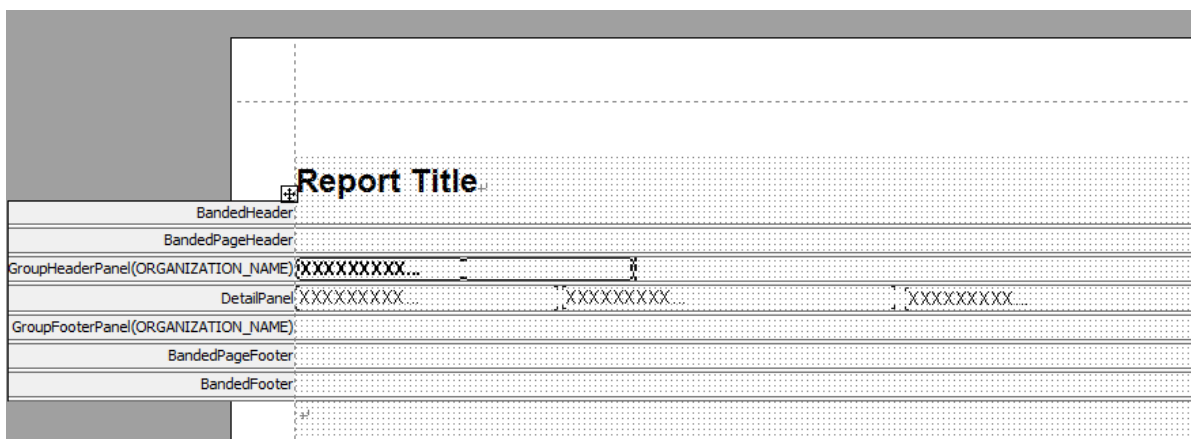 Report Title
BandedHeader
BandedPageHeader
GroupHeaderPanel(ORGANIZATION_NAME) XXXXXXXXX...
DetailPanel XXXXXXXXX... XXXXXXXXX... XXXXXXXXX...
GroupFooterPanel(ORGANIZATION_NAME)
BandedPageFooter
BandedFooter